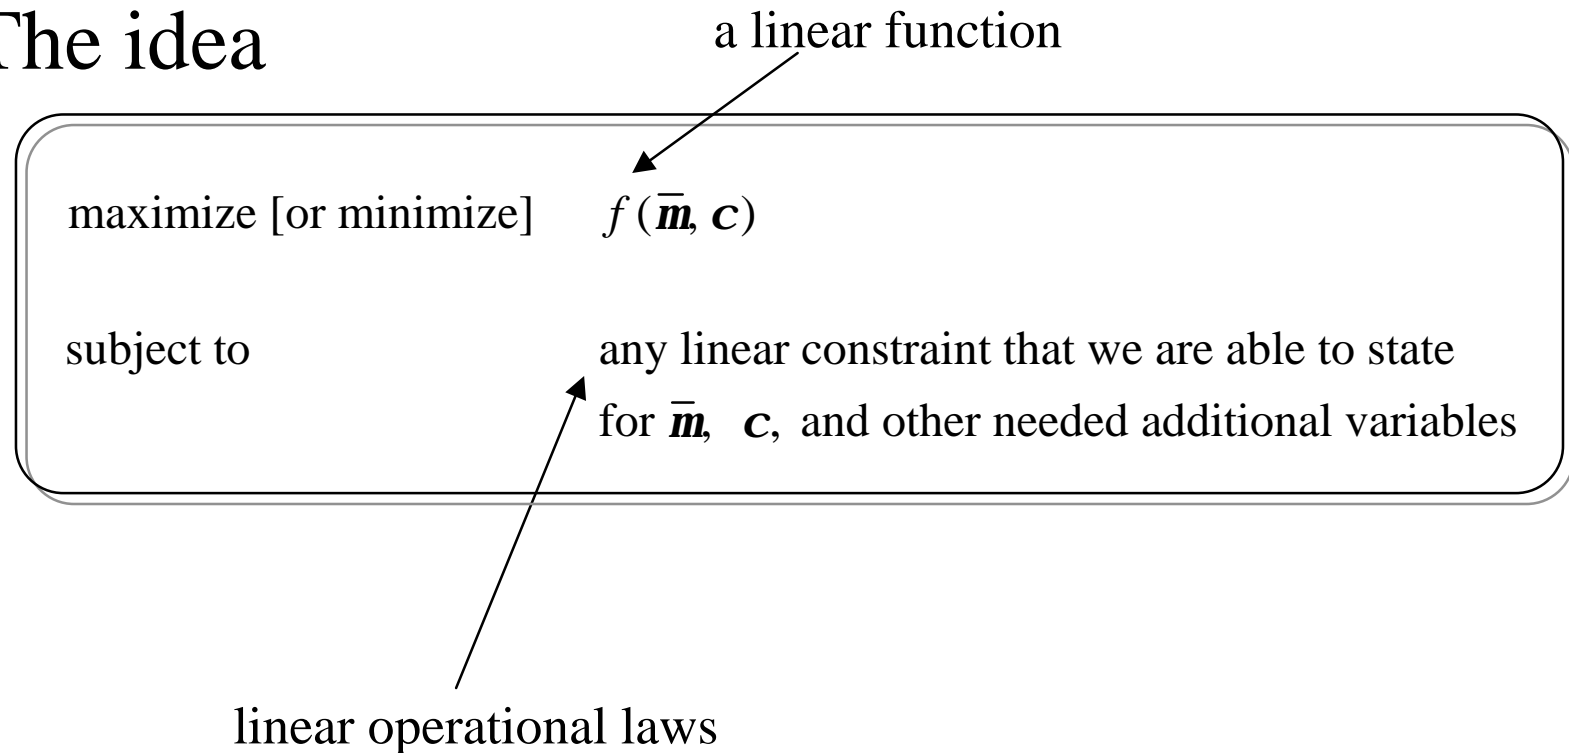 The idea
a linear function
maximize [or minimize] f (m̅, c)
subject to any linear constraint that we are able to state
for m̅, c, and other needed additional variables
linear operational laws